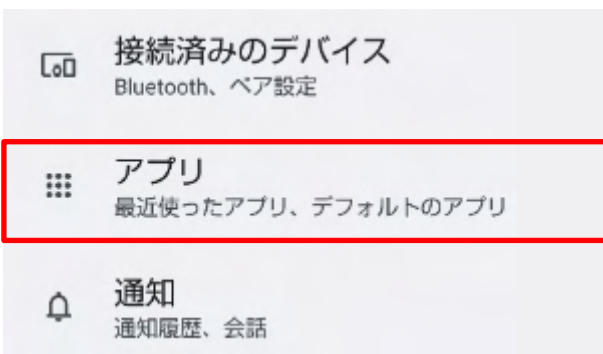 接続済みのデバイス
Bluetooth、ペア設定
アプリ
最近使ったアプリ、デフォルトのアプリ
通知
通知履歴、会話